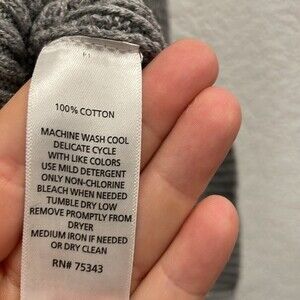 100% COTTON
MACHINE WASH COOL
DELICATE CYCLE
WITH LIKE COLORS
USE MILD DETERGENT
ONLY NON-CHLORINE
BLEACH WHEN NEEDED
TUMBLE DRY LOW
REMOVE PROMPTLY FROM
DRYER
MEDIUM IRON IF NEEDED
OR DRY CLEAN
RN# 75343